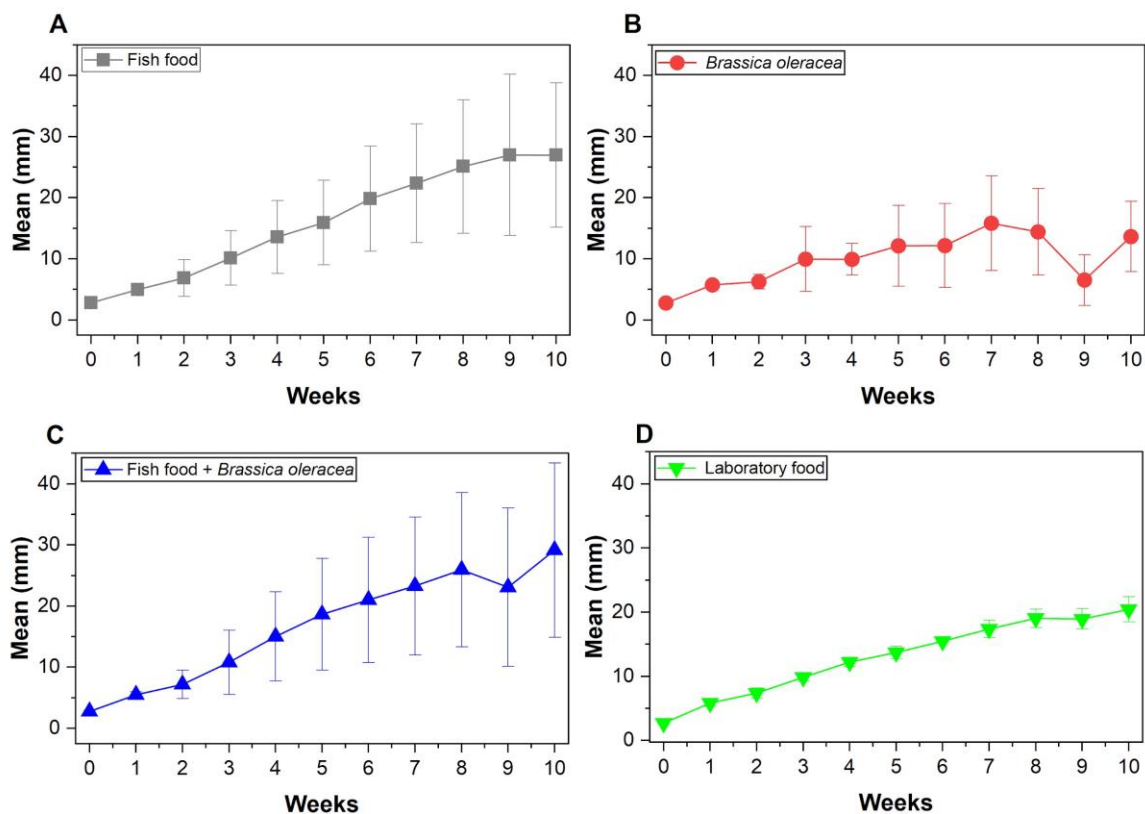 A
Fish food
Mean (mm)
40
30
20
10
0
0 1 2 3 4 5 6 7 8 9 10
Weeks
B
Brassica oleracea
Mean (mm)
40
30
20
10
0
0 1 2 3 4 5 6 7 8 9 10
Weeks
C
Fish food + Brassica oleracea
Mean (mm)
40
30
20
10
0
0 1 2 3 4 5 6 7 8 9 10
Weeks
D
Laboratory food
Mean (mm)
40
30
20
10
0
0 1 2 3 4 5 6 7 8 9 10
Weeks